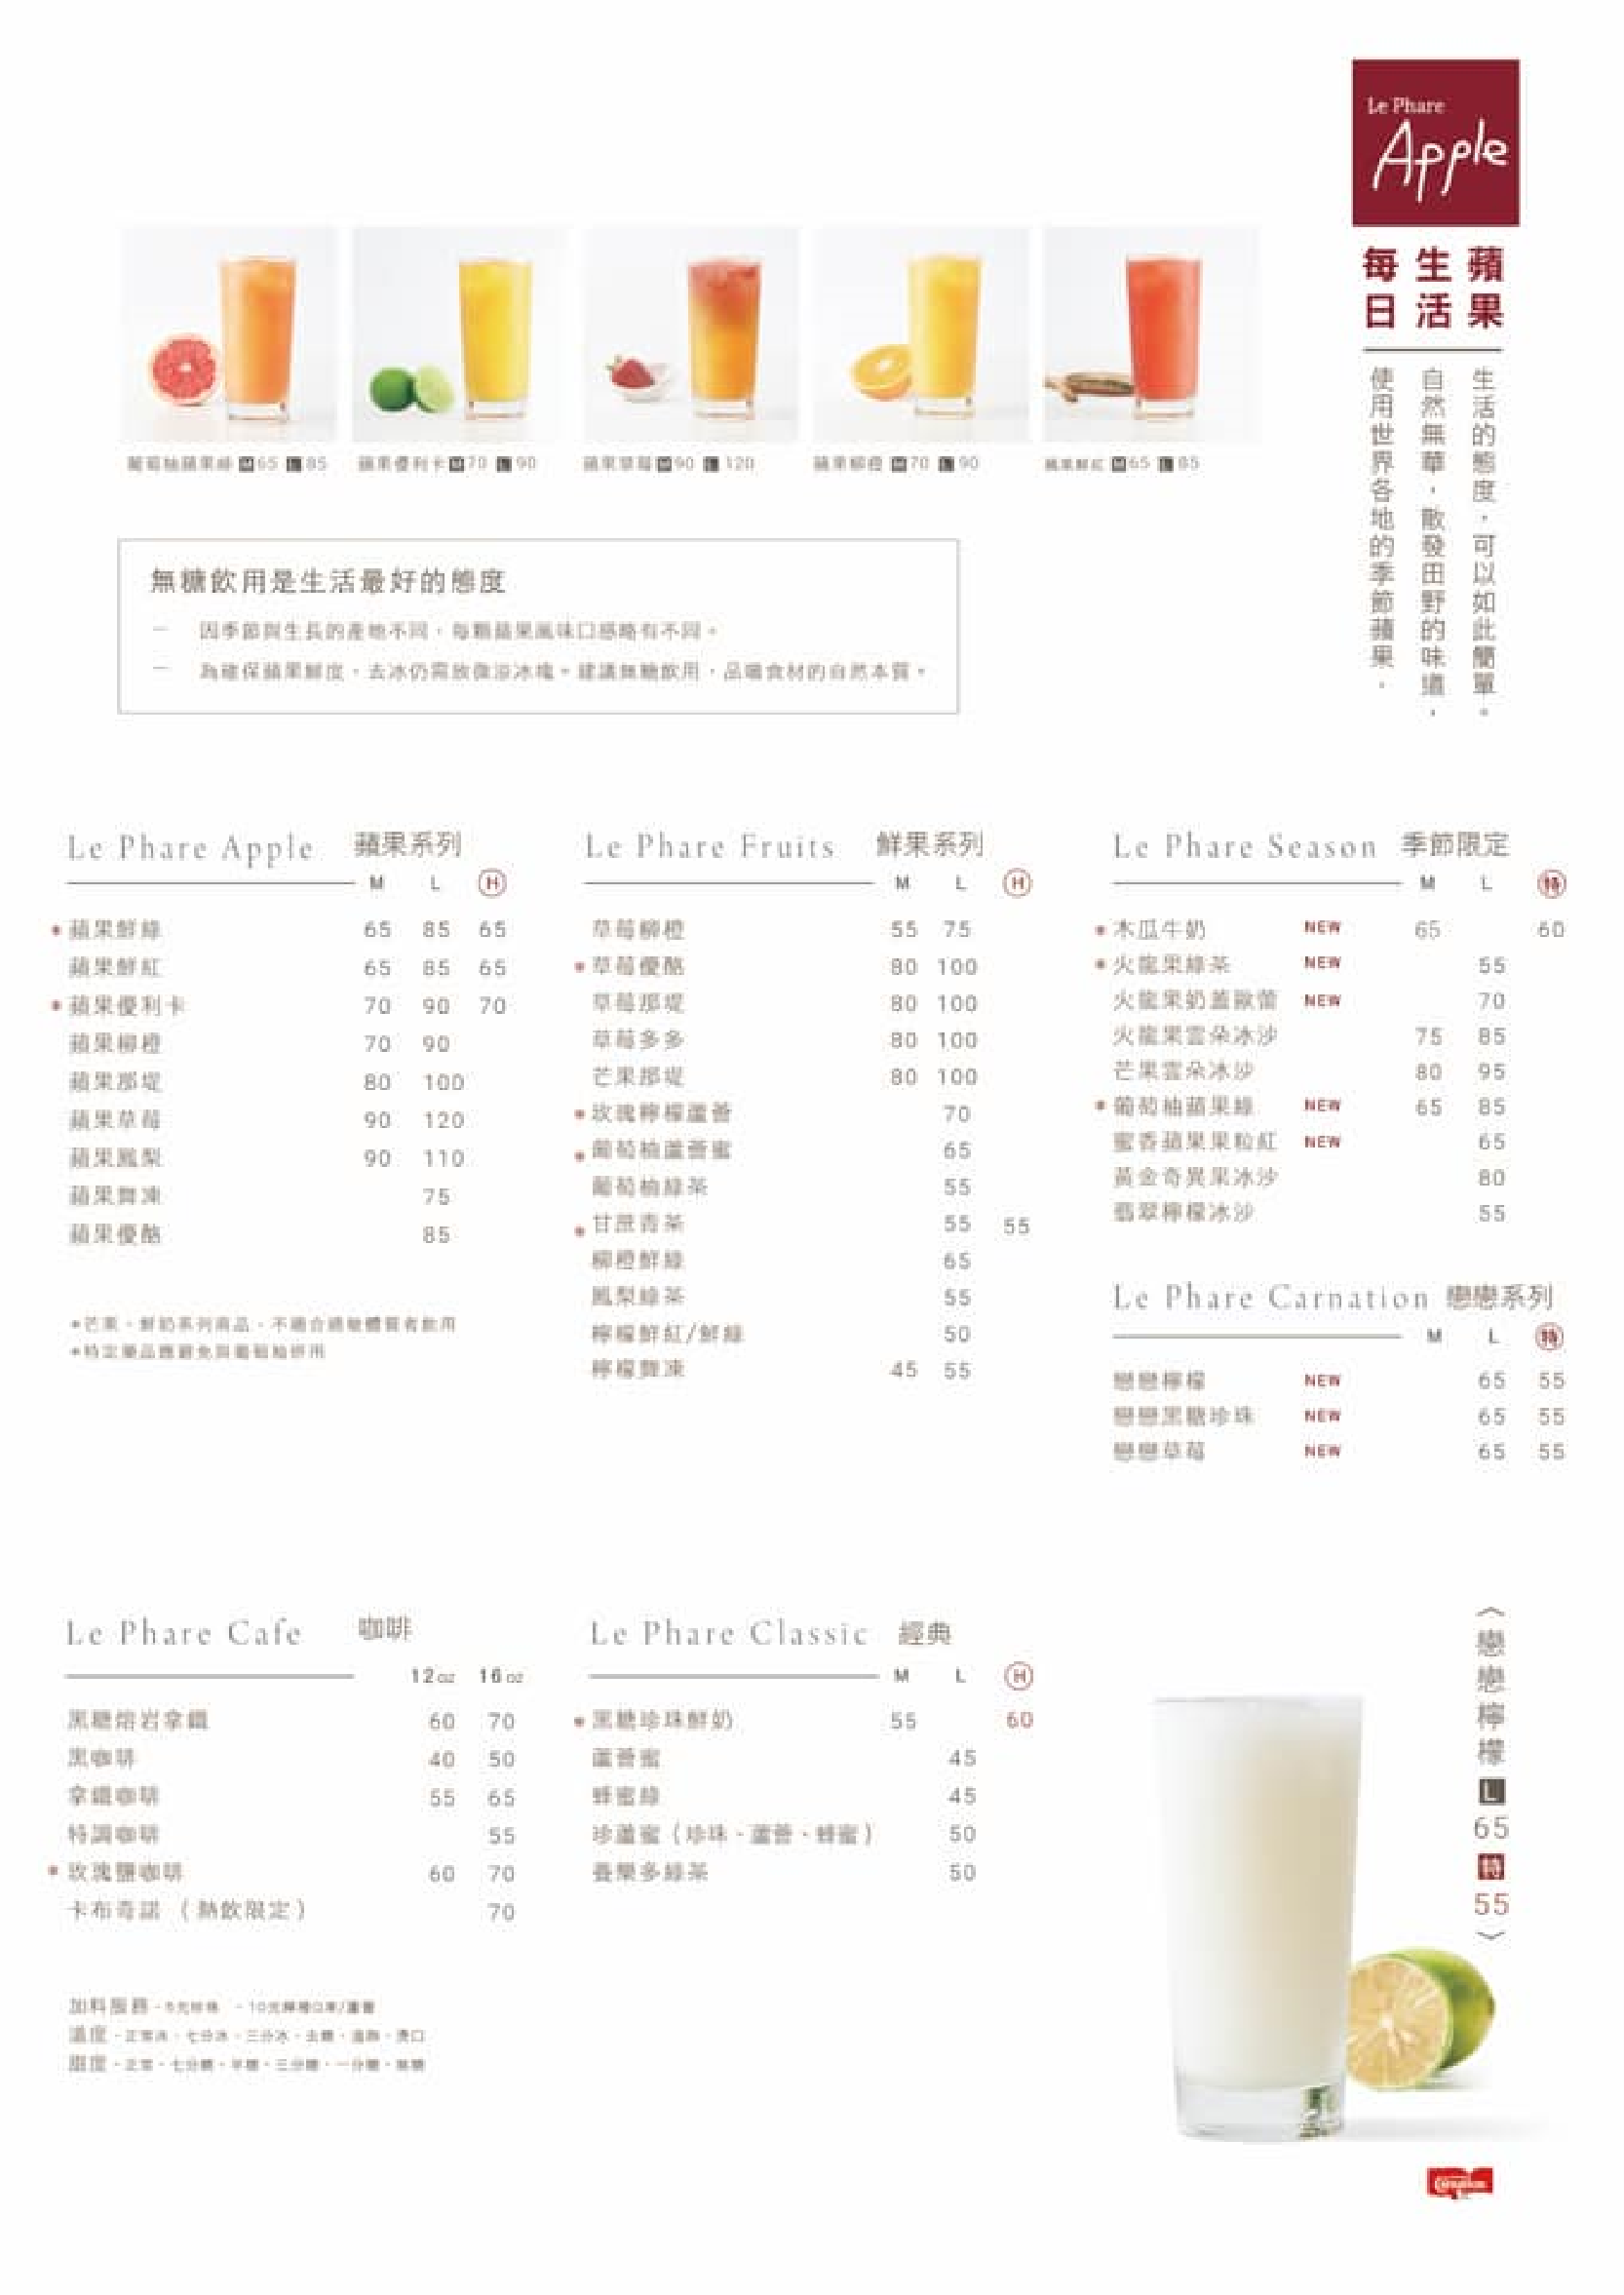 Le Phare
Apple
蘋果
生活
每日
生活的態度，可以如此簡單。
自然無華，散發田野的味道，
使用世界各地的季節蘋果，
葡萄柚蘋果綠 M 65 L 85
蘋果優利卡 M 70 L 90
蘋果草莓 M 90 L 120
蘋果柳橙 M 70 L 90
蘋果鮮紅 M 65 L 85
無糖飲用是生活最好的態度
— 因季節與生長的產地不同，每顆蘋果風味口感略有不同。
— 為確保蘋果鮮度，去冰仍需放微涼冰塊。建議無糖飲用，品嚐食材的自然本質。
Le Phare Apple 蘋果系列
M L H
蘋果鮮綠 65 85 65
蘋果鮮紅 65 85 65
蘋果優利卡 70 90 70
蘋果柳橙 70 90
蘋果那堤 80 100
蘋果草莓 90 120
蘋果鳳梨 90 110
蘋果舞凍 75
蘋果優酪 85
*芒果、鮮奶系列商品，不適合過敏體質者飲用
*特定藥品應避免與葡萄柚併用
Le Phare Fruits 鮮果系列
M L H
草莓柳橙 55 75
草莓優酪 80 100
草莓那堤 80 100
草莓多多 80 100
芒果那堤 80 100
玫瑰檸檬蘆薈 70
葡萄柚蘆薈蜜 65
葡萄柚綠茶 55
甘蔗青茶 55 55
柳橙鮮綠 65
鳳梨綠茶 55
檸檬鮮紅/鮮綠 50
檸檬舞凍 45 55
Le Phare Season 季節限定
M L 特
木瓜牛奶 NEW 65 60
火龍果綠茶 NEW 55
火龍果奶蓋歐蕾 NEW 70
火龍果雲朵冰沙 75 85
芒果雲朵冰沙 80 95
葡萄柚蘋果綠 NEW 65 85
蜜香蘋果果粒紅 NEW 65
黃金奇異果冰沙 80
翡翠檸檬冰沙 55
Le Phare Carnation 戀戀系列
M L 特
戀戀檸檬 NEW 65 55
戀戀黑糖珍珠 NEW 65 55
戀戀草莓 NEW 65 55
Le Phare Cafe 咖啡
12oz 16oz
黑糖熔岩拿鐵 60 70
黑咖啡 40 50
拿鐵咖啡 55 65
特調咖啡 55
玫瑰鹽咖啡 60 70
卡布奇諾 (熱飲限定) 70
加料服務
溫度 - 正常冰、七分冰、三分冰、去冰、溫熱、燙口
甜度 - 正常、七分糖、半糖、三分糖、一分糖、無糖
Le Phare Classic 經典
M L H
黑糖珍珠鮮奶 55 60
蘆薈蜜 45
蜂蜜綠 45
珍蘆蜜 (珍珠、蘆薈、蜂蜜) 50
養樂多綠茶 50
〈戀戀檸檬 L 65 特 55〉
Carnation